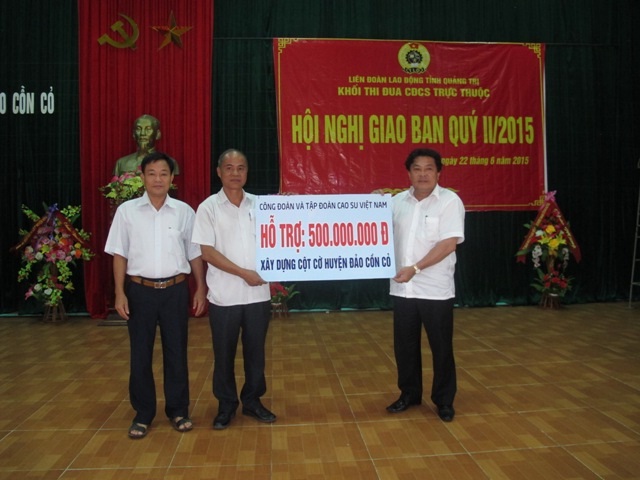 O CỒN CỎ
LIÊN ĐOÀN LAO ĐỘNG TỈNH QUẢNG TRỊ
KHỐI THI ĐUA CĐCS TRỰC THUỘC
HỘI NGHỊ GIAO BAN QUÝ II/2015
ngày 22 tháng 6 năm 2015
CÔNG ĐOÀN VÀ TẬP ĐOÀN CAO SU VIỆT NAM
HỖ TRỢ: 500.000.000 Đ
XÂY DỰNG CỘT CỜ HUYỆN ĐẢO CỒN CỎ